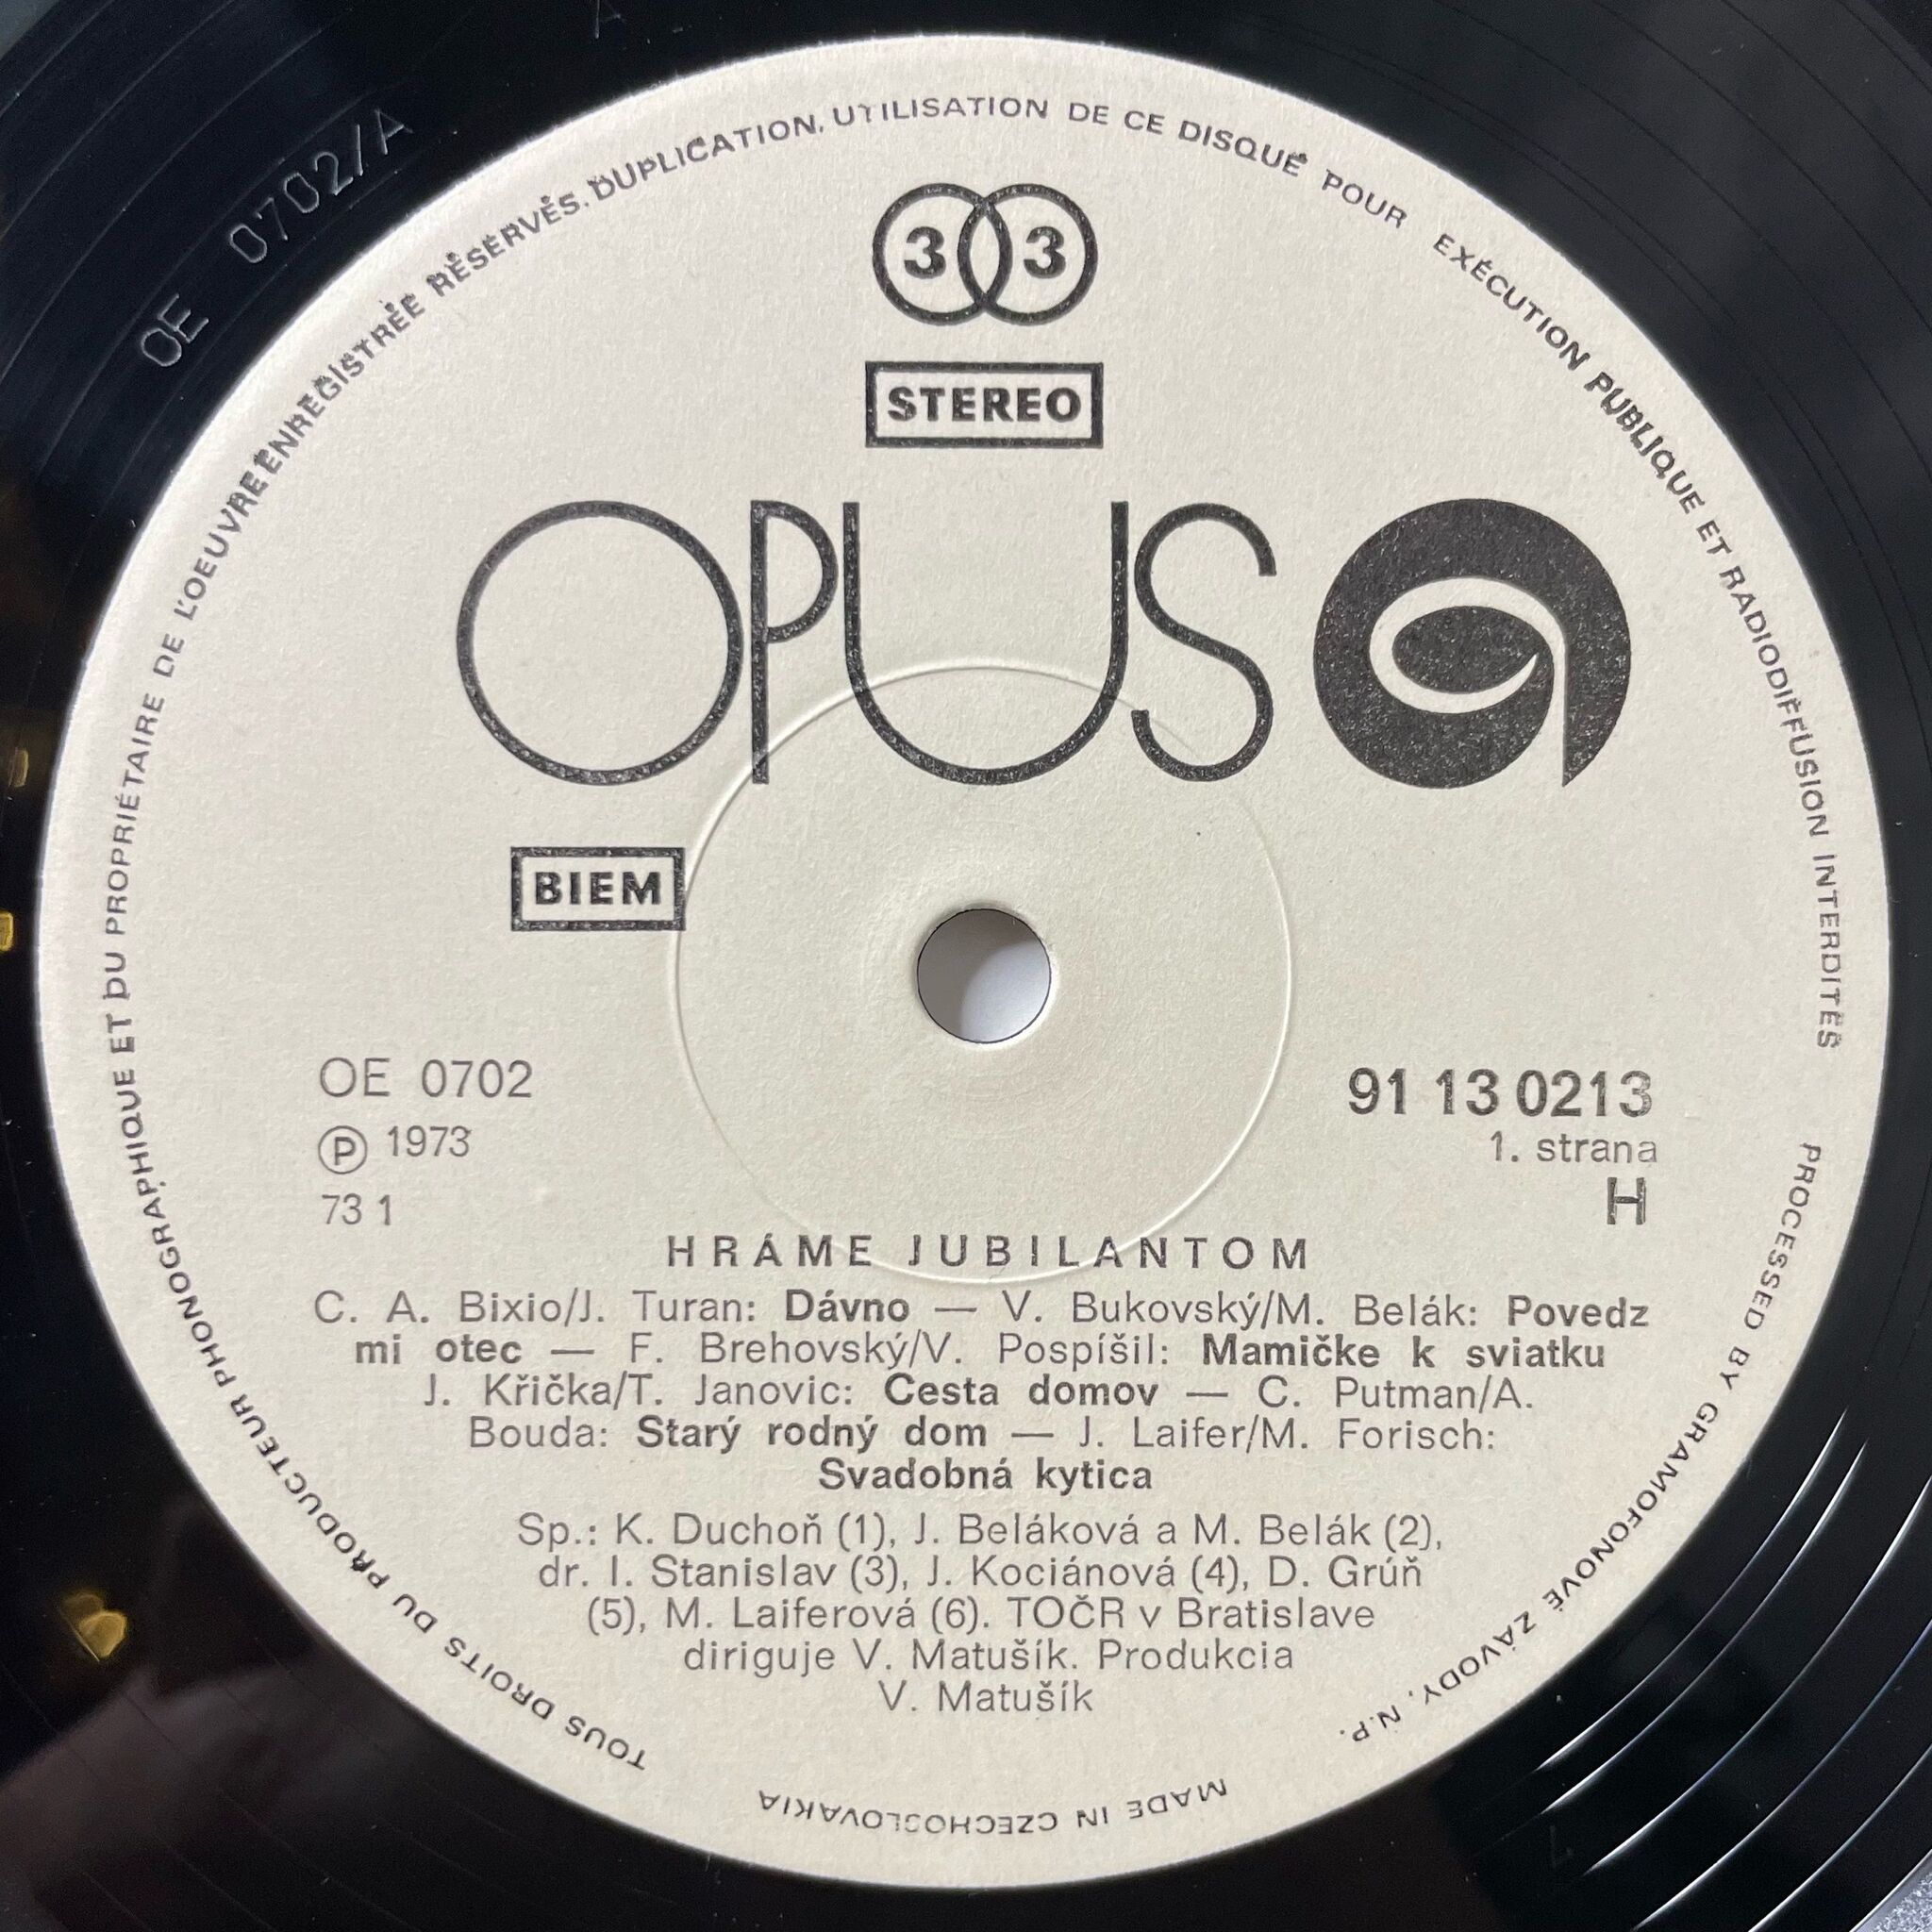 OE 0702/A
TOUS DROITS DU PRODUCTEUR PHONOGRAPHIQUE ET DU PROPRIÉTAIRE DE L'OEUVRE ENREGISTRÉE RÉSERVÉS. DUPLICATION, UTILISATION DE CE DISQUE POUR EXÉCUTION PUBLIQUE ET RADIODIFFUSION INTERDITES
33
STEREO
OPUS
BIEM
OE 0702
℗ 1973
73 1
91 13 0213
1. strana
H
HRÁME JUBILANTOM
C. A. Bixio/J. Turan: Dávno — V. Bukovský/M. Belák: Povedz
mi otec — F. Brehovský/V. Pospíšil: Mamičke k sviatku
J. Křička/T. Janovic: Cesta domov — C. Putman/A.
Bouda: Starý rodný dom — J. Laifer/M. Forisch:
Svadobná kytica
Sp.: K. Duchoň (1), J. Beláková a M. Belák (2),
dr. I. Stanislav (3), J. Kociánová (4), D. Grúň
(5), M. Laiferová (6). TOČR v Bratislave
diriguje V. Matušík. Produkcia
V. Matušík
PROCESSED BY GRAMOFONOVÉ ZÁVODY, N.P.
MADE IN CZECHOSLOVAKIA